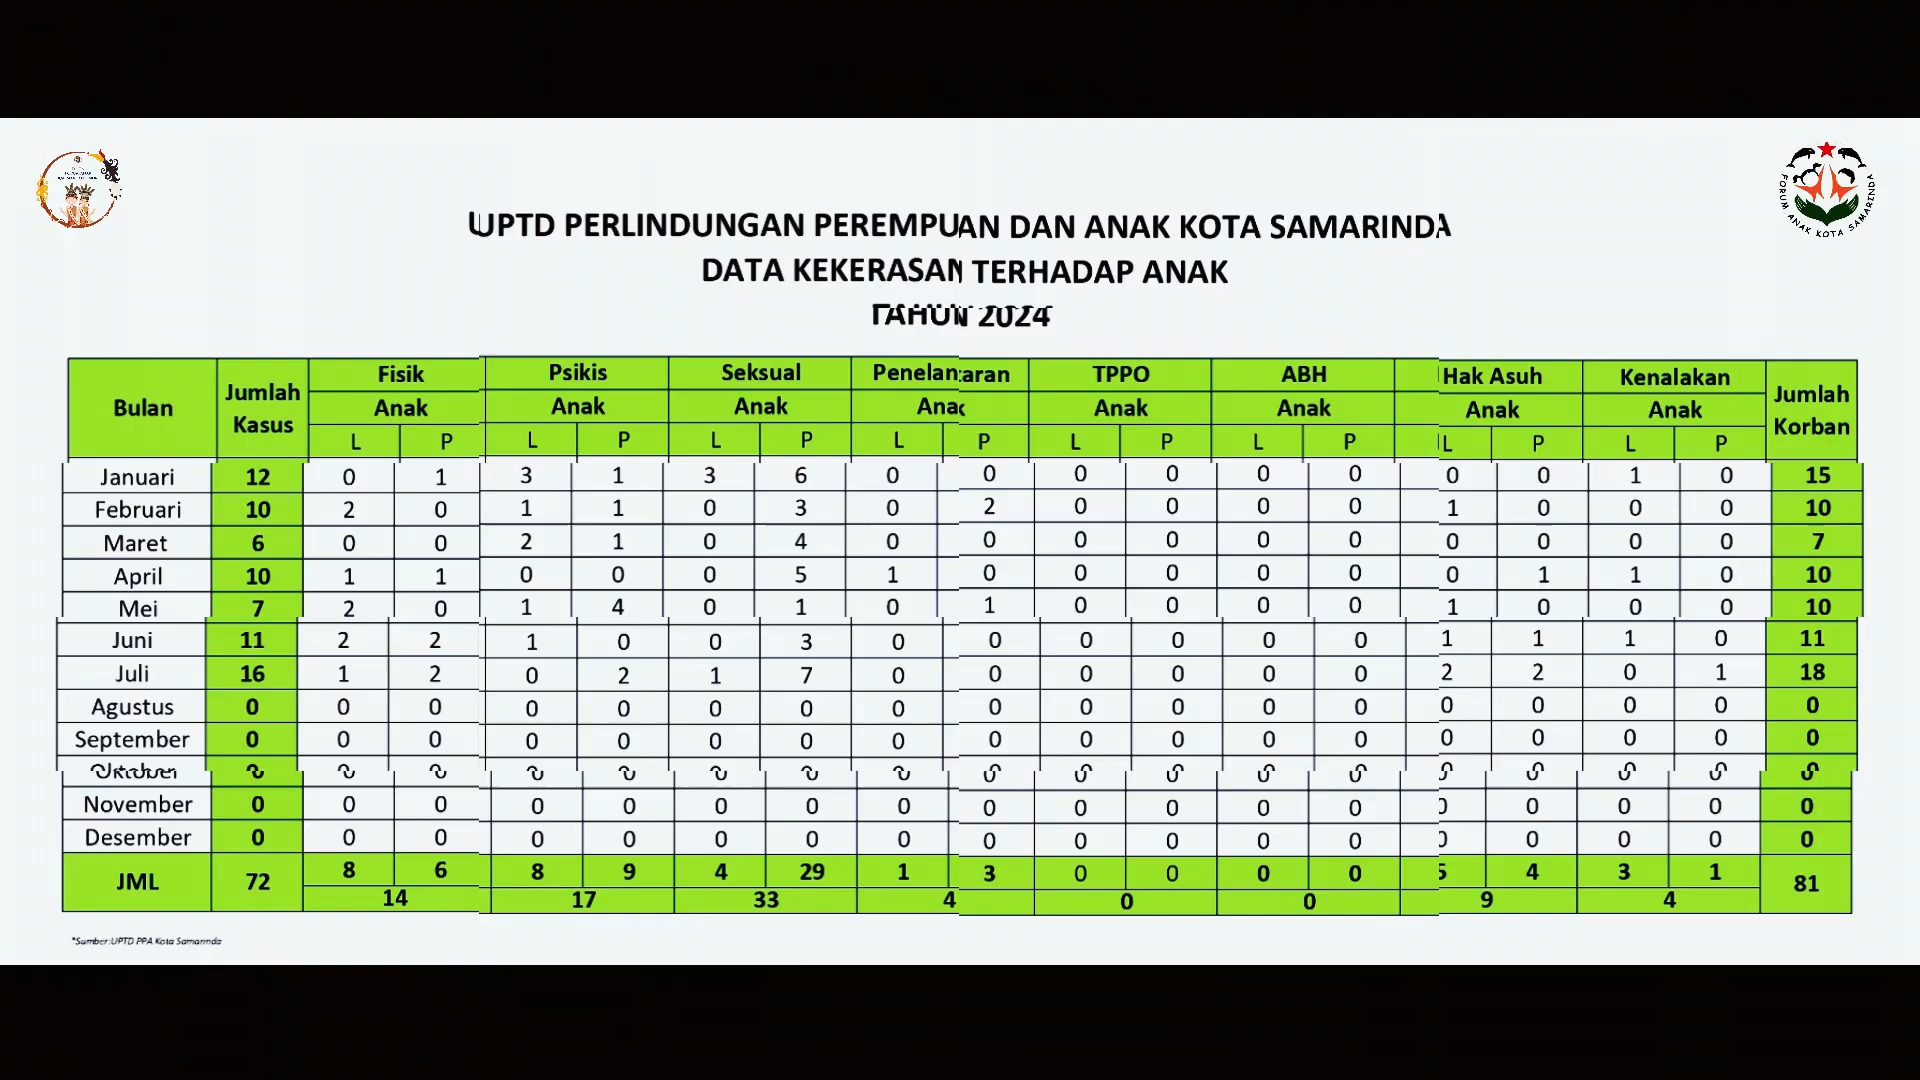 FORUM ANAK KOTA SAMARINDA
UPTD PERLINDUNGAN PEREMPUAN DAN ANAK KOTA SAMARINDA
DATA KEKERASAN TERHADAP ANAK
TAHUN 2024
Bulan Jumlah Kasus Fisik Psikis Seksual Penelantaran TPPO ABH Hak Asuh Kenalakan Jumlah Korban
Anak Anak Anak Anak Anak Anak Anak Anak
L P L P L P L P L P L P L P L P
Januari 12 0 1 3 1 3 6 0 0 0 0 0 0 0 0 1 0 15
Februari 10 2 0 1 1 0 3 0 2 0 0 0 0 1 0 0 0 10
Maret 6 0 0 2 1 0 4 0 0 0 0 0 0 0 0 0 0 7
April 10 1 1 0 0 0 5 1 0 0 0 0 0 0 1 1 0 10
Mei 7 2 0 1 4 0 1 0 1 0 0 0 0 1 0 0 0 10
Juni 11 2 2 1 0 0 3 0 0 0 0 0 0 1 1 1 0 11
Juli 16 1 2 0 2 1 7 0 0 0 0 0 0 2 2 0 1 18
Agustus 0 0 0 0 0 0 0 0 0 0 0 0 0 0 0 0 0 0
September 0 0 0 0 0 0 0 0 0 0 0 0 0 0 0 0 0 0
Oktober
November 0 0 0 0 0 0 0 0 0 0 0 0 0 0 0 0 0 0
Desember 0 0 0 0 0 0 0 0 0 0 0 0 0 0 0 0 0 0
JML 72 8 6 8 9 4 29 1 3 0 0 0 0 5 4 3 1 81
14 17 33 4 0 0 9 4
*Sumber:UPTD PPA Kota Samarinda